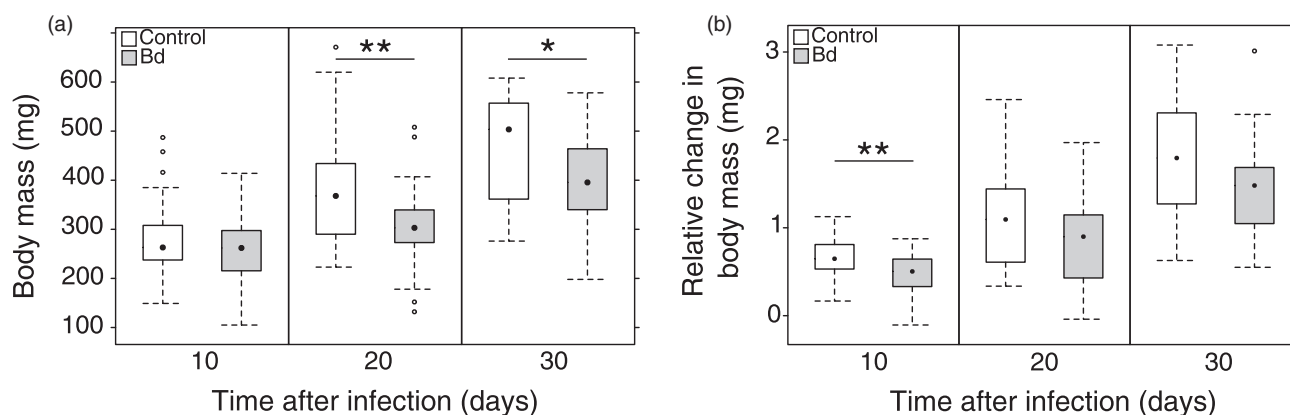 (a)
Control
Bd
**
*
Body mass (mg)
600
500
400
300
200
100
10
20
30
Time after infection (days)
(b)
Control
Bd
**
Relative change in
body mass (mg)
3
2
1
0
10
20
30
Time after infection (days)